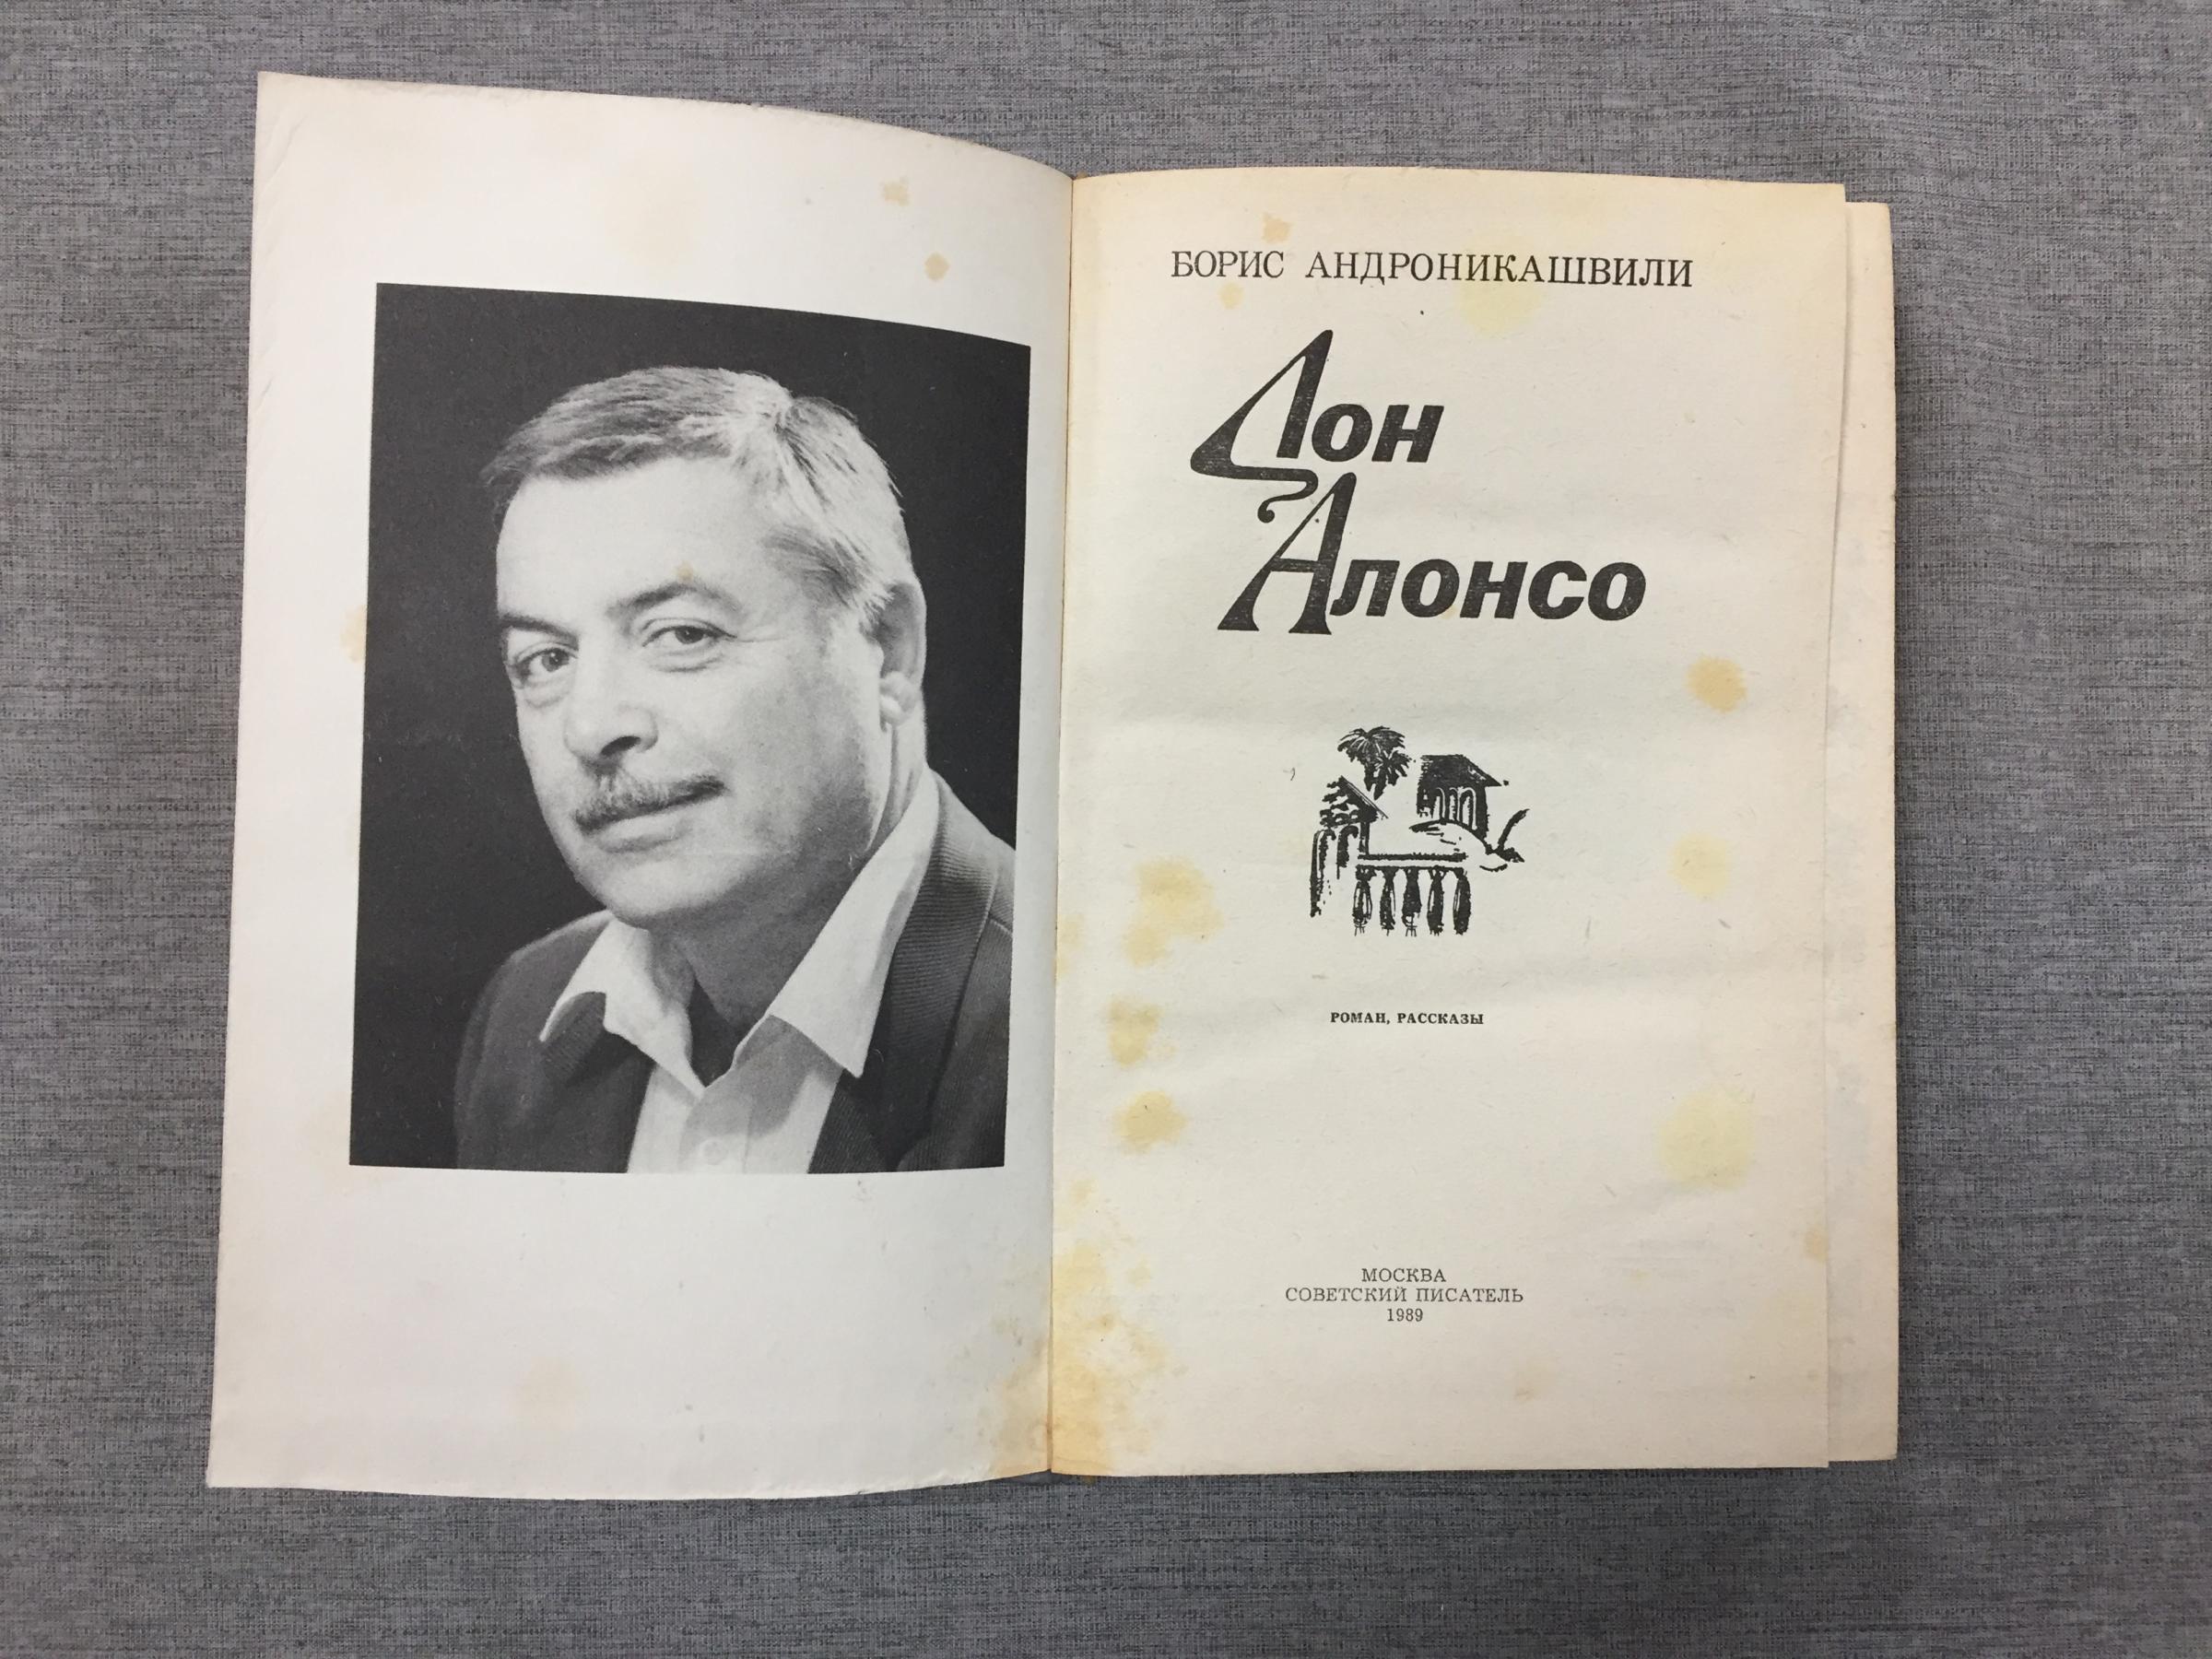 БОРИС АНДРОНИКАШВИЛИ
Дон
Алонсо
РОМАН, РАССКАЗЫ
МОСКВА
СОВЕТСКИЙ ПИСАТЕЛЬ
1989